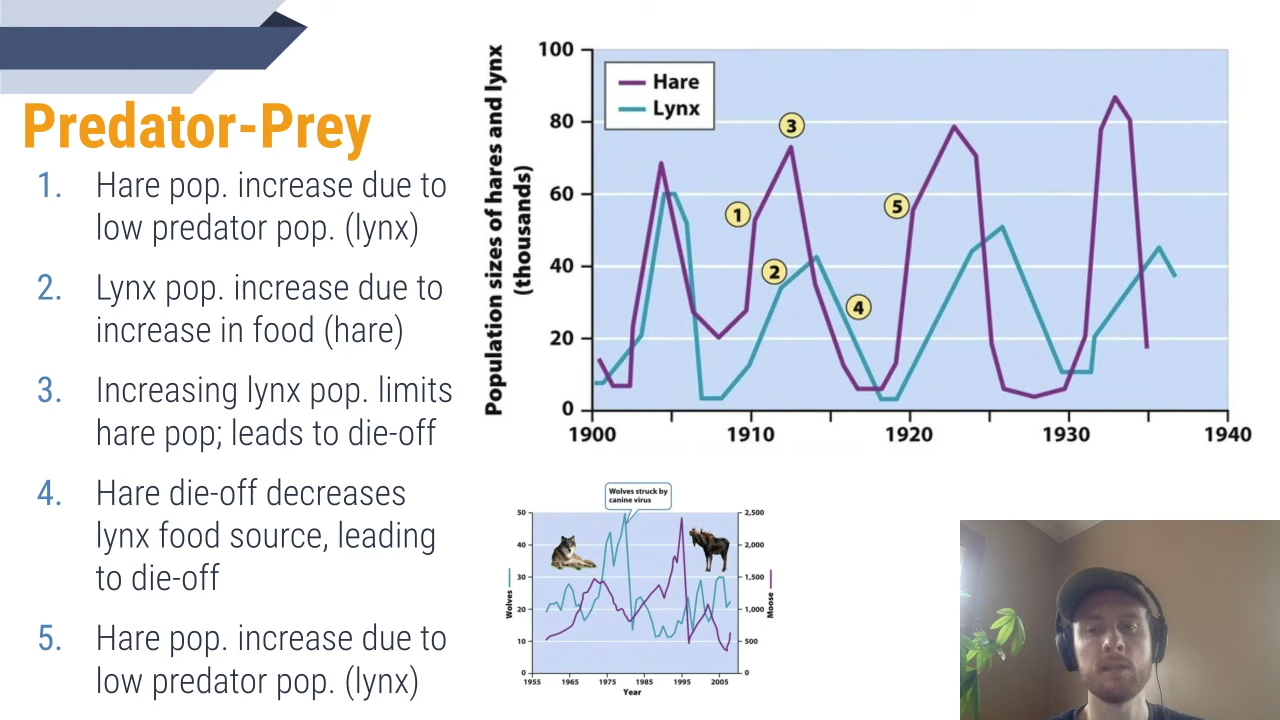 Predator-Prey
1. Hare pop. increase due to
low predator pop. (lynx)
2. Lynx pop. increase due to
increase in food (hare)
3. Increasing lynx pop. limits
hare pop; leads to die-off
4. Hare die-off decreases
lynx food source, leading
to die-off
5. Hare pop. increase due to
low predator pop. (lynx)
Population sizes of hares and lynx
(thousands)
100
80
60
40
20
0
Hare
Lynx
1
2
3
4
5
1900 1910 1920 1930 1940
Wolves struck by
canine virus
Wolves
50
40
30
20
10
0
2,500
2,000
1,500
1,000
500
0
Moose
1955 1965 1975 1985 1995 2005
Year